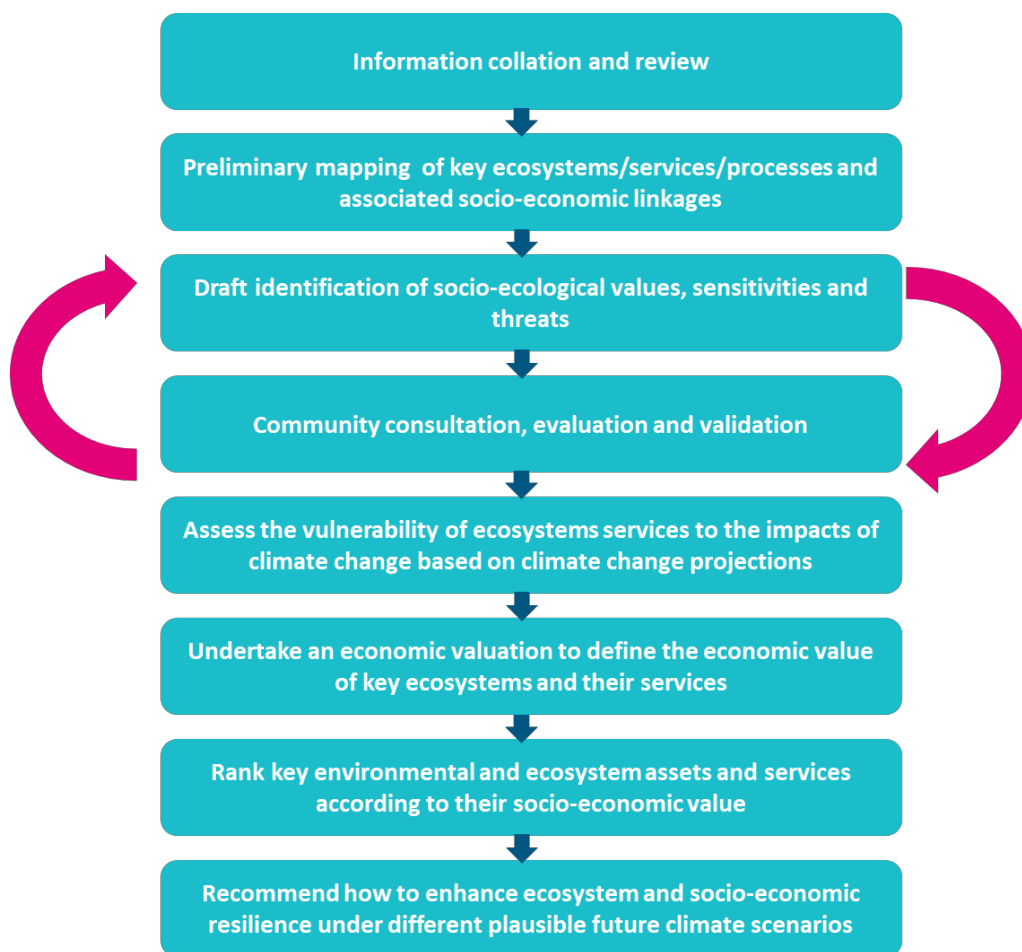 Information collation and review
Preliminary mapping of key ecosystems/services/processes and
associated socio-economic linkages
Draft identification of socio-ecological values, sensitivities and
threats
Community consultation, evaluation and validation
Assess the vulnerability of ecosystems services to the impacts of
climate change based on climate change projections
Undertake an economic valuation to define the economic value
of key ecosystems and their services
Rank key environmental and ecosystem assets and services
according to their socio-economic value
Recommend how to enhance ecosystem and socio-economic
resilience under different plausible future climate scenarios